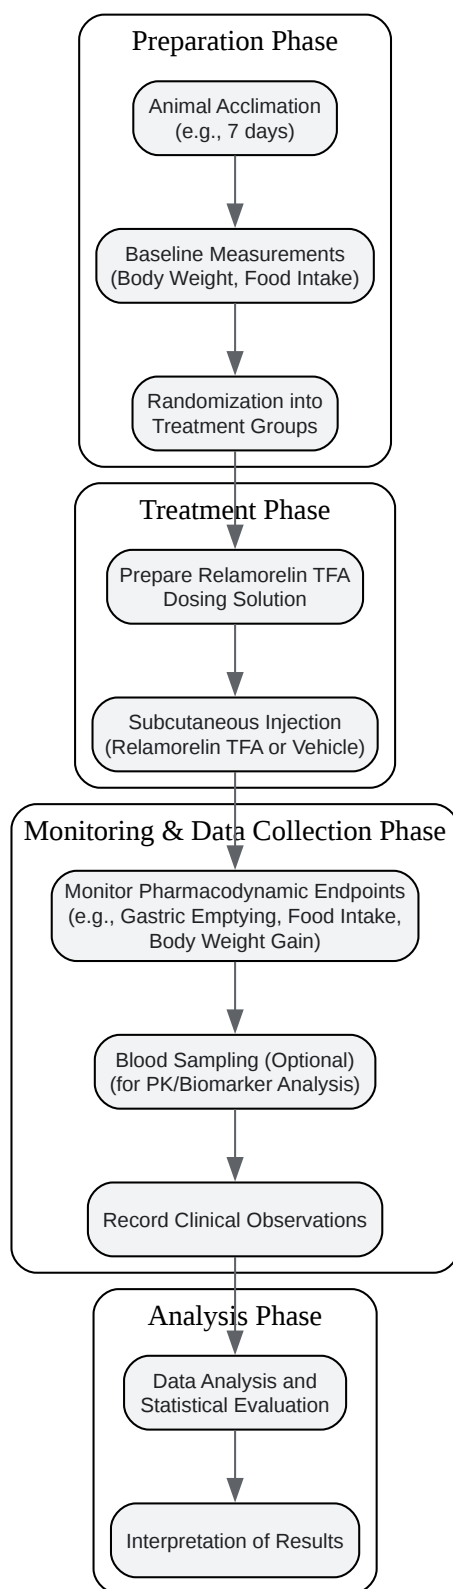 Preparation Phase
Animal Acclimation
(e.g., 7 days)
Baseline Measurements
(Body Weight, Food Intake)
Randomization into
Treatment Groups
Treatment Phase
Prepare Relamorelin TFA
Dosing Solution
Subcutaneous Injection
(Relamorelin TFA or Vehicle)
Monitoring & Data Collection Phase
Monitor Pharmacodynamic Endpoints
(e.g., Gastric Emptying, Food Intake,
Body Weight Gain)
Blood Sampling (Optional)
(for PK/Biomarker Analysis)
Record Clinical Observations
Analysis Phase
Data Analysis and
Statistical Evaluation
Interpretation of Results